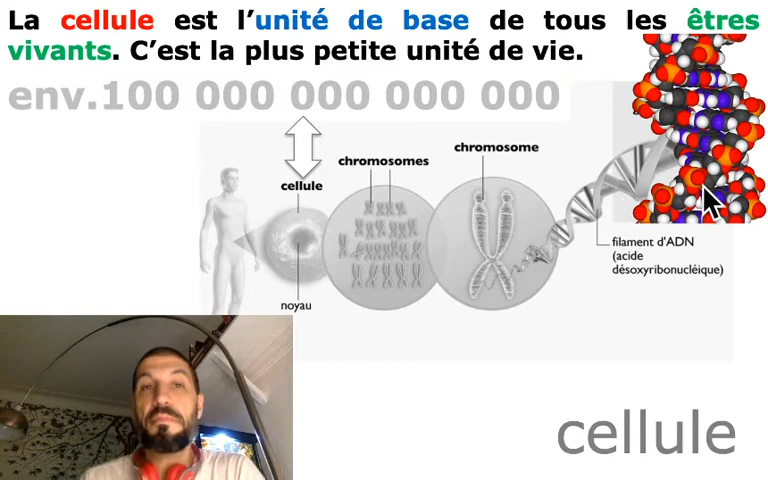 La cellule est l’unité de base de tous les êtres
vivants. C’est la plus petite unité de vie.
env.100 000 000 000 000
chromosome
chromosomes
cellule
filament d'ADN
(acide
désoxyribonucléique)
noyau
cellule